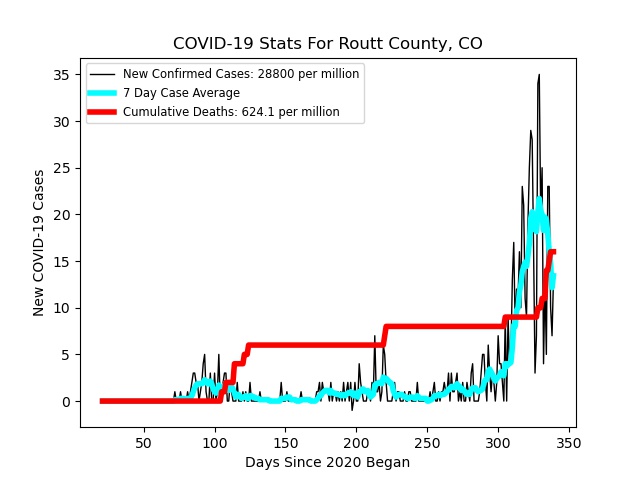 COVID-19 Stats For Routt County, CO
New Confirmed Cases: 28800 per million
7 Day Case Average
Cumulative Deaths: 624.1 per million
New COVID-19 Cases
35
30
25
20
15
10
5
0
50
100
150
200
250
300
350
Days Since 2020 Began